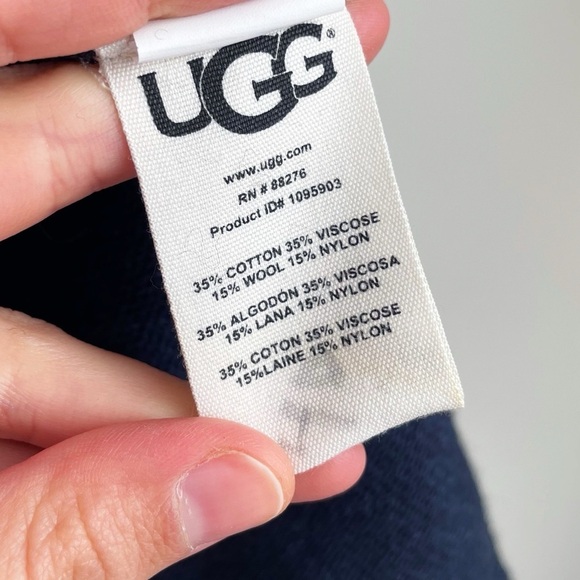 UGG®
www.ugg.com
RN # 88276
Product ID# 1095903
35% COTTON 35% VISCOSE
15% WOOL 15% NYLON
35% ALGODÓN 35% VISCOSA
15% LANA 15% NYLON
35% COTON 35% VISCOSE
15%LAINE 15% NYLON